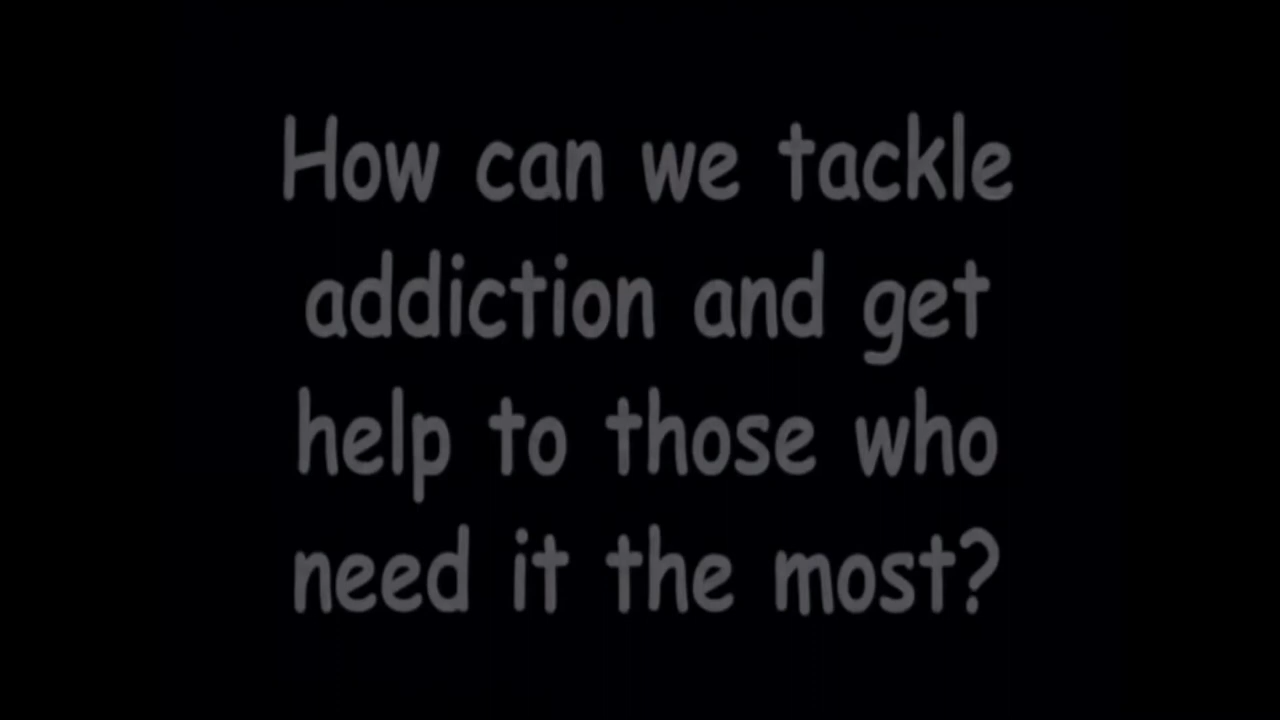 How can we tackle
addiction and get
help to those who
need it the most?